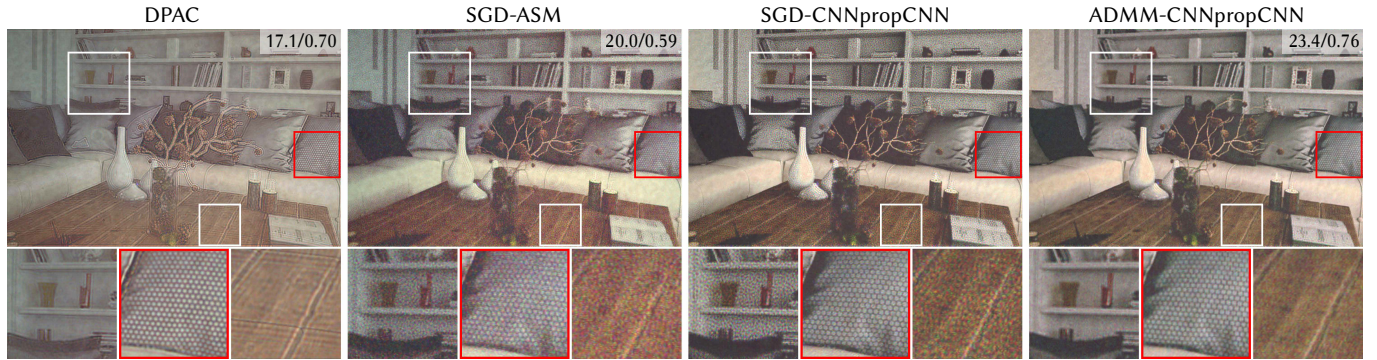 DPAC
SGD-ASM
SGD-CNNpropCNN
ADMM-CNNpropCNN
17.1/0.70
20.0/0.59
23.4/0.76